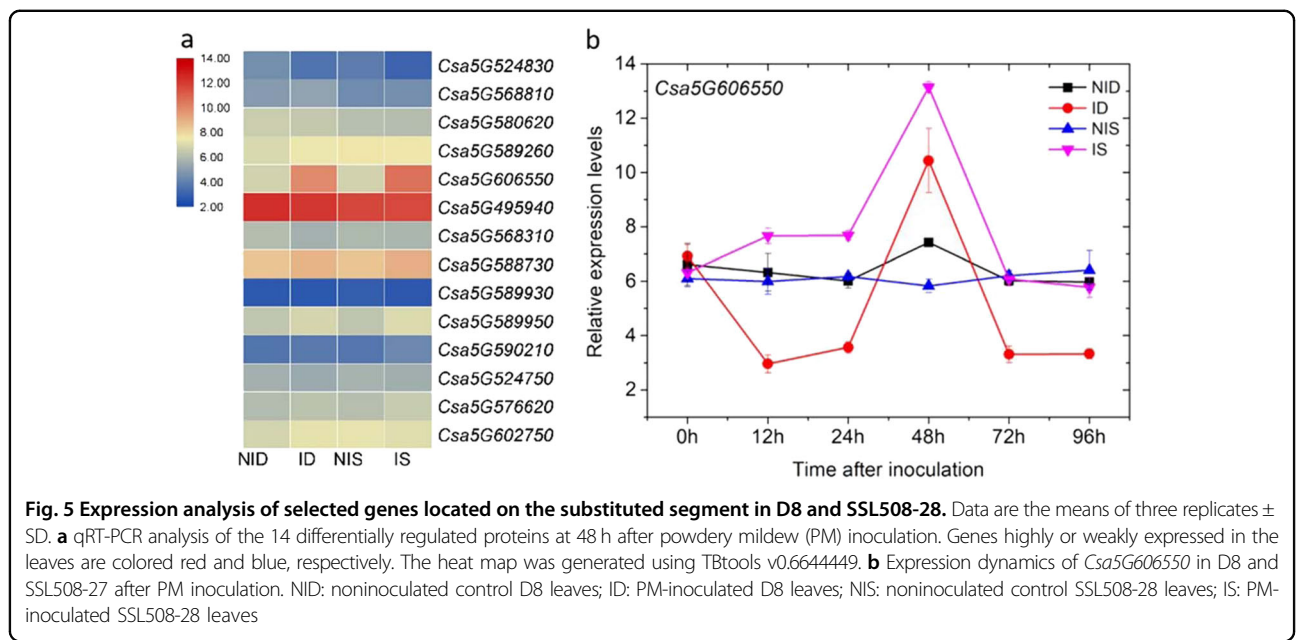 a
14.00
12.00
10.00
8.00
6.00
4.00
2.00
Csa5G524830
Csa5G568810
Csa5G580620
Csa5G589260
Csa5G606550
Csa5G495940
Csa5G568310
Csa5G588730
Csa5G589930
Csa5G589950
Csa5G590210
Csa5G524750
Csa5G576620
Csa5G602750
NID ID NIS IS
b
Csa5G606550
NID
ID
NIS
IS
Relative expression levels
14
12
10
8
6
4
2
0h 12h 24h 48h 72h 96h
Time after inoculation
Fig. 5 Expression analysis of selected genes located on the substituted segment in D8 and SSL508-28. Data are the means of three replicates ±
SD. a qRT-PCR analysis of the 14 differentially regulated proteins at 48 h after powdery mildew (PM) inoculation. Genes highly or weakly expressed in the
leaves are colored red and blue, respectively. The heat map was generated using TBtools v0.6644449. b Expression dynamics of Csa5G606550 in D8 and
SSL508-27 after PM inoculation. NID: noninoculated control D8 leaves; ID: PM-inoculated D8 leaves; NIS: noninoculated control SSL508-28 leaves; IS: PM-
inoculated SSL508-28 leaves